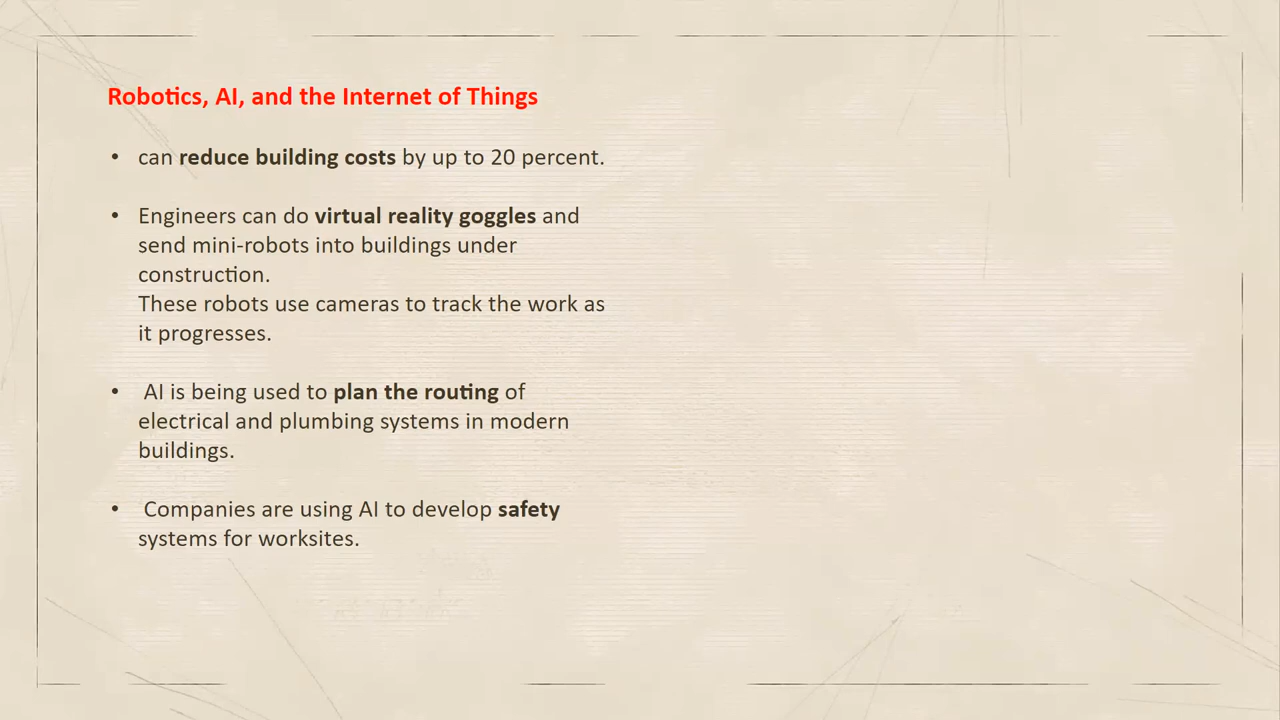 Robotics, AI, and the Internet of Things
• can reduce building costs by up to 20 percent.
• Engineers can do virtual reality goggles and
send mini-robots into buildings under
construction.
These robots use cameras to track the work as
it progresses.
• AI is being used to plan the routing of
electrical and plumbing systems in modern
buildings.
• Companies are using AI to develop safety
systems for worksites.